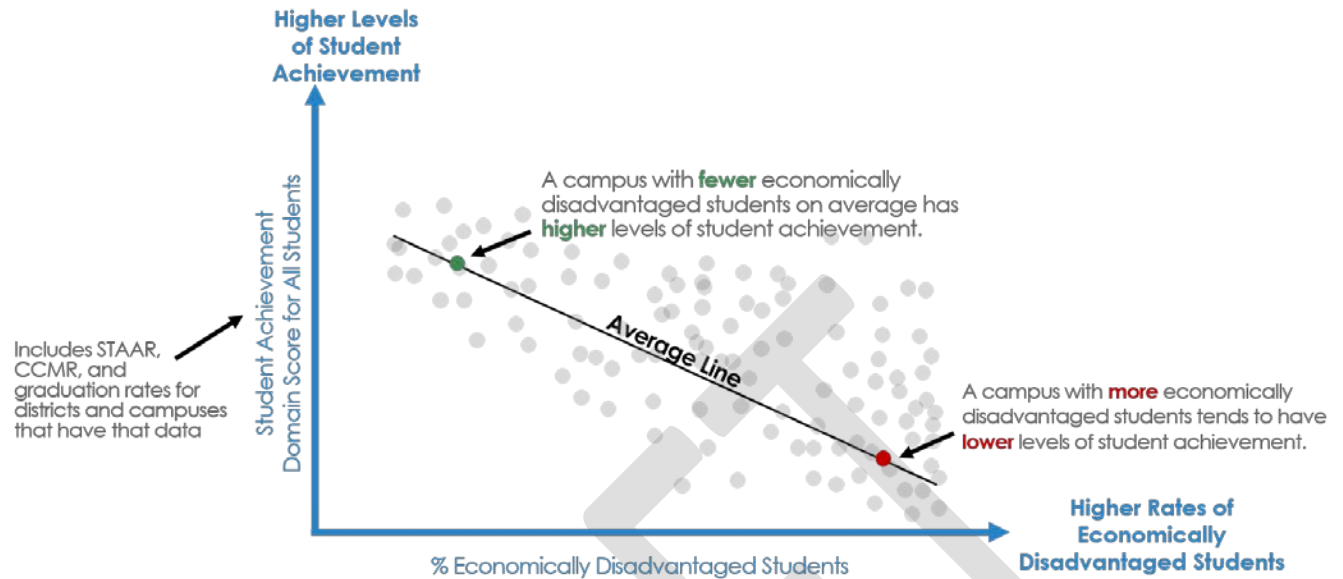 Higher Levels
of Student
Achievement
A campus with fewer economically
disadvantaged students on average has
higher levels of student achievement.
Student Achievement
Domain Score for All Students
Includes STAAR,
CCMR, and
graduation rates for
districts and campuses
that have that data
Average Line
A campus with more economically
disadvantaged students tends to have
lower levels of student achievement.
% Economically Disadvantaged Students
Higher Rates of
Economically
Disadvantaged Students